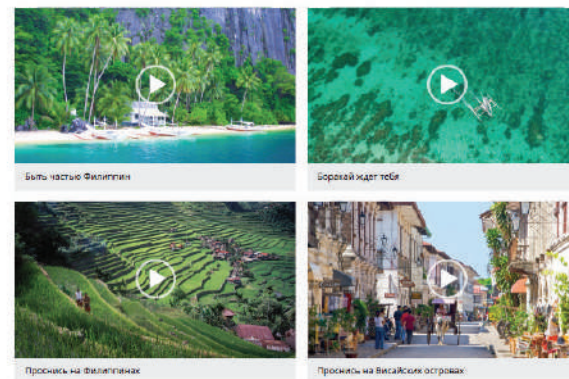 Быть частью Филиппин
Боракай ждет тебя
Проснись на Филиппинах
Проснись на Висайских островах